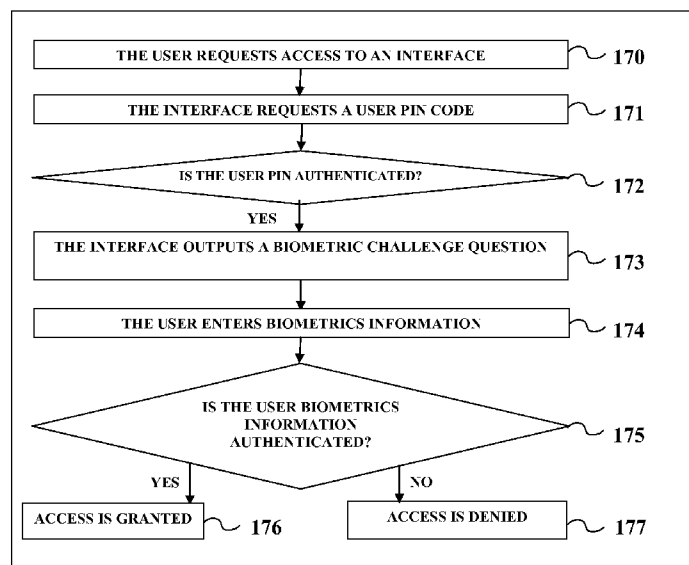 THE USER REQUESTS ACCESS TO AN INTERFACE
170
THE INTERFACE REQUESTS A USER PIN CODE
171
IS THE USER PIN AUTHENTICATED?
172
YES
THE INTERFACE OUTPUTS A BIOMETRIC CHALLENGE QUESTION
173
THE USER ENTERS BIOMETRICS INFORMATION
174
IS THE USER BIOMETRICS
INFORMATION
AUTHENTICATED?
175
YES
NO
ACCESS IS GRANTED
176
ACCESS IS DENIED
177